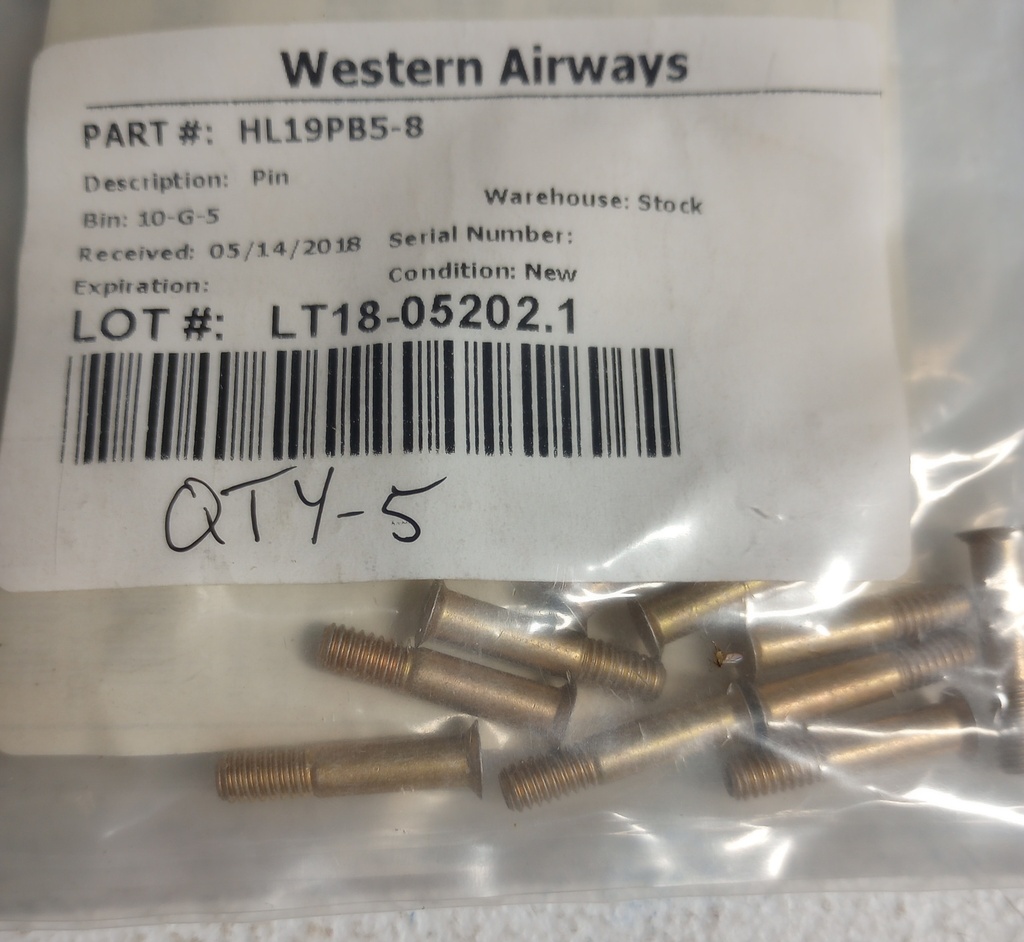 Western Airways
PART #: HL19PB5-8
Description: Pin
Warehouse: Stock
Bin: 10-G-5
Received: 05/14/2018 Serial Number:
Expiration: Condition: New
LOT #: LT18-05202.1
QTY-5